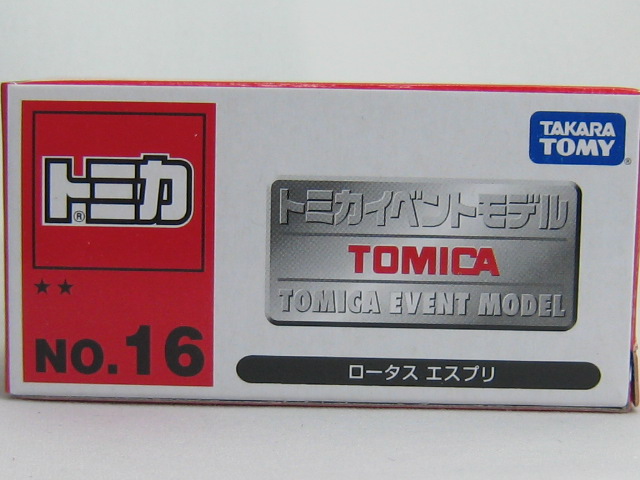 トミカ
®
★★
NO.16
TAKARA
TOMY®
トミカイベントモデル
TOMICA
TOMICA EVENT MODEL
ロータス エスプリ